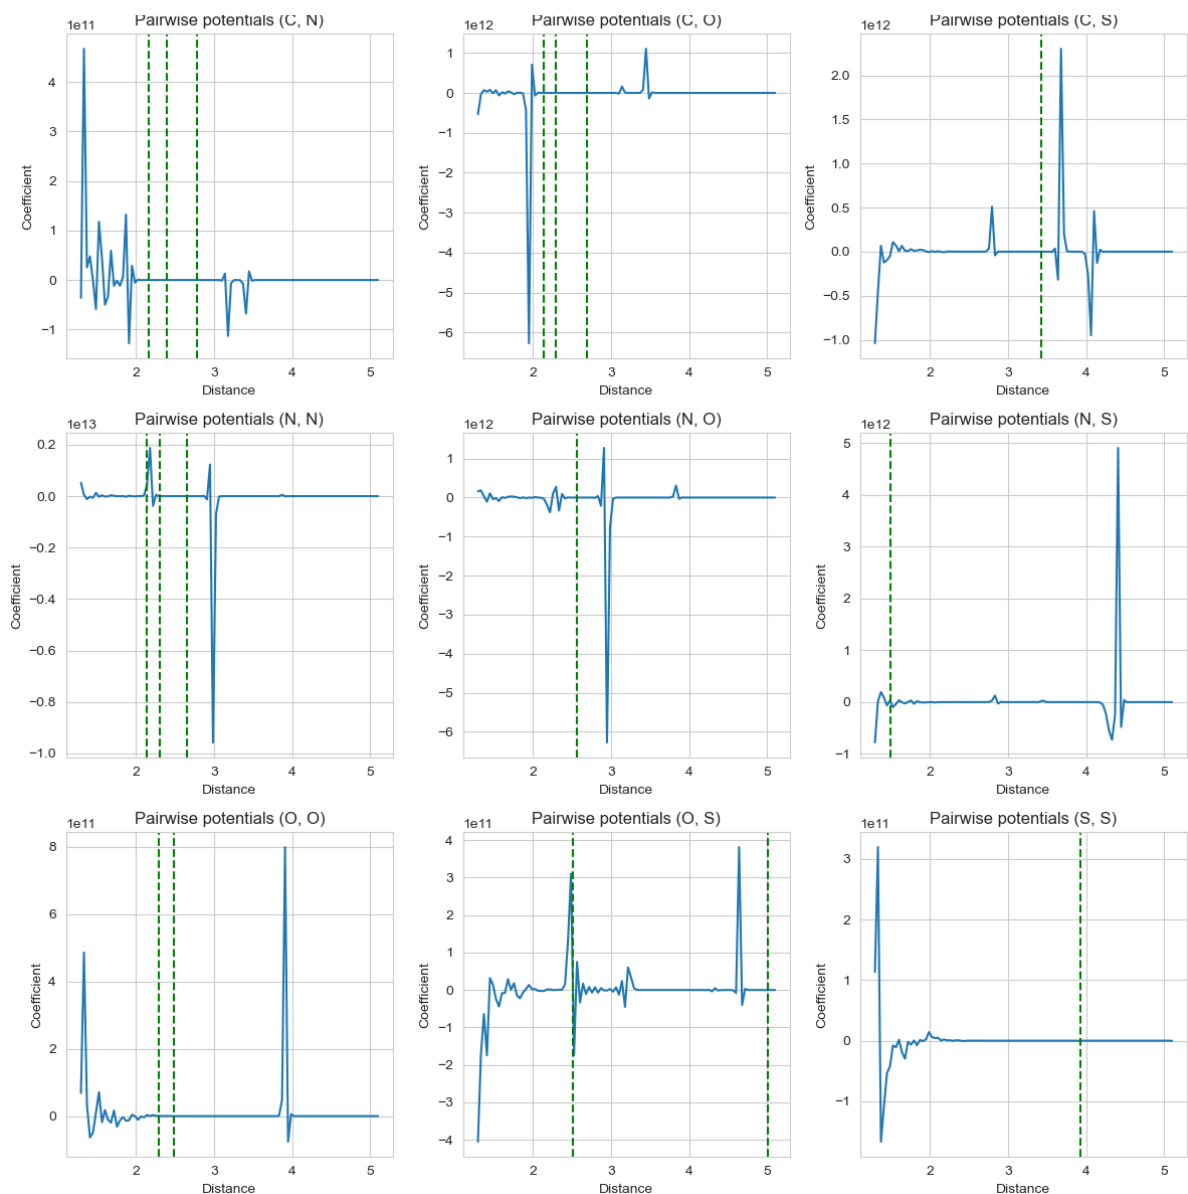 Pairwise potentials (C, N)
1e11
4
3
2
1
0
−1
2
3
4
5
Coefficient
Distance
Pairwise potentials (C, O)
1e12
1
0
−1
−2
−3
−4
−5
−6
2
3
4
5
Coefficient
Distance
Pairwise potentials (C, S)
1e12
2.0
1.5
1.0
0.5
0.0
−0.5
−1.0
2
3
4
5
Coefficient
Distance
Pairwise potentials (N, N)
1e13
0.2
0.0
−0.2
−0.4
−0.6
−0.8
−1.0
2
3
4
5
Coefficient
Distance
Pairwise potentials (N, O)
1e12
1
0
−1
−2
−3
−4
−5
−6
2
3
4
5
Coefficient
Distance
Pairwise potentials (N, S)
1e12
5
4
3
2
1
0
−1
2
3
4
5
Coefficient
Distance
Pairwise potentials (O, O)
1e11
8
6
4
2
0
2
3
4
5
Coefficient
Distance
Pairwise potentials (O, S)
1e11
4
3
2
1
0
−1
−2
−3
−4
2
3
4
5
Coefficient
Distance
Pairwise potentials (S, S)
1e11
3
2
1
0
−1
2
3
4
5
Coefficient
Distance